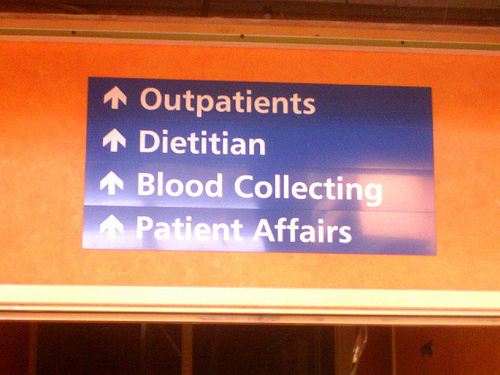 Outpatients
Dietitian
Blood Collecting
Patient Affairs